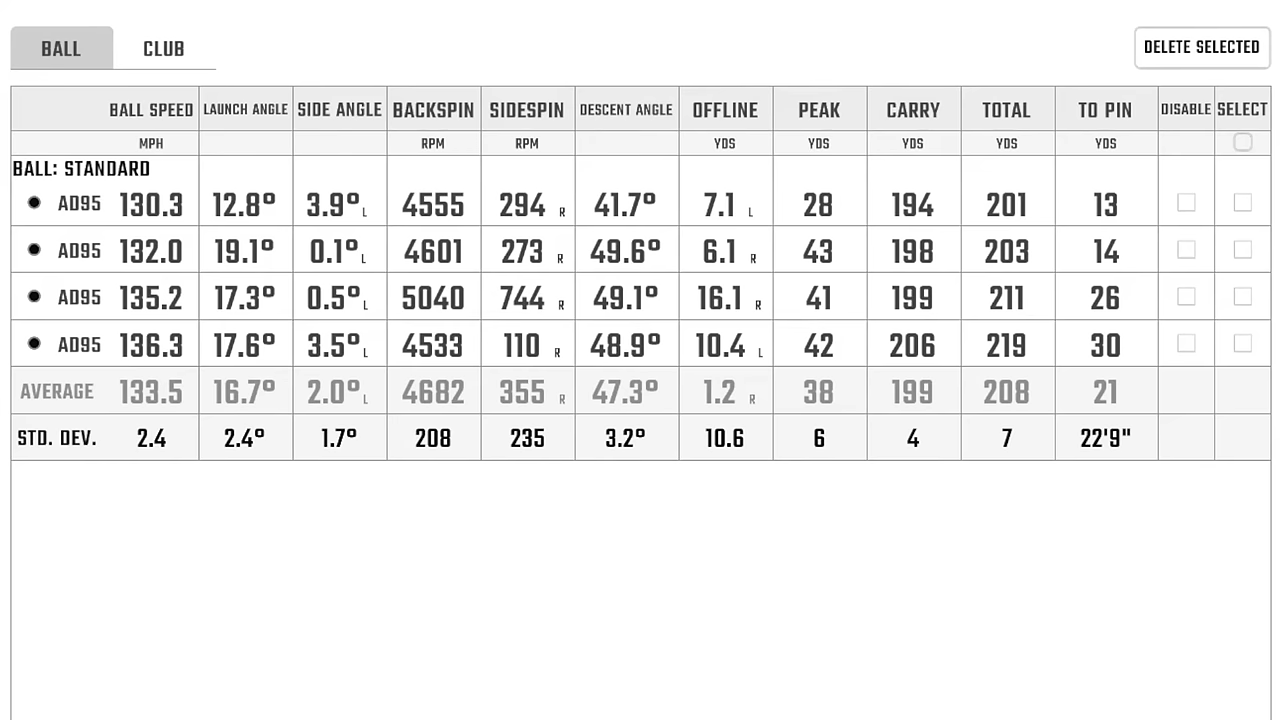 BALL CLUB DELETE SELECTED
BALL SPEED LAUNCH ANGLE SIDE ANGLE BACKSPIN SIDESPIN DESCENT ANGLE OFFLINE PEAK CARRY TOTAL TO PIN DISABLE SELECT
MPH RPM RPM YDS YDS YDS YDS YDS
BALL: STANDARD
AD95 130.3 12.8° 3.9° L 4555 294 R 41.7° 7.1 L 28 194 201 13
AD95 132.0 19.1° 0.1° L 4601 273 R 49.6° 6.1 R 43 198 203 14
AD95 135.2 17.3° 0.5° L 5040 744 R 49.1° 16.1 R 41 199 211 26
AD95 136.3 17.6° 3.5° L 4533 110 R 48.9° 10.4 L 42 206 219 30
AVERAGE 133.5 16.7° 2.0° L 4682 355 R 47.3° 1.2 R 38 199 208 21
STD. DEV. 2.4 2.4° 1.7° 208 235 3.2° 10.6 6 4 7 22'9"